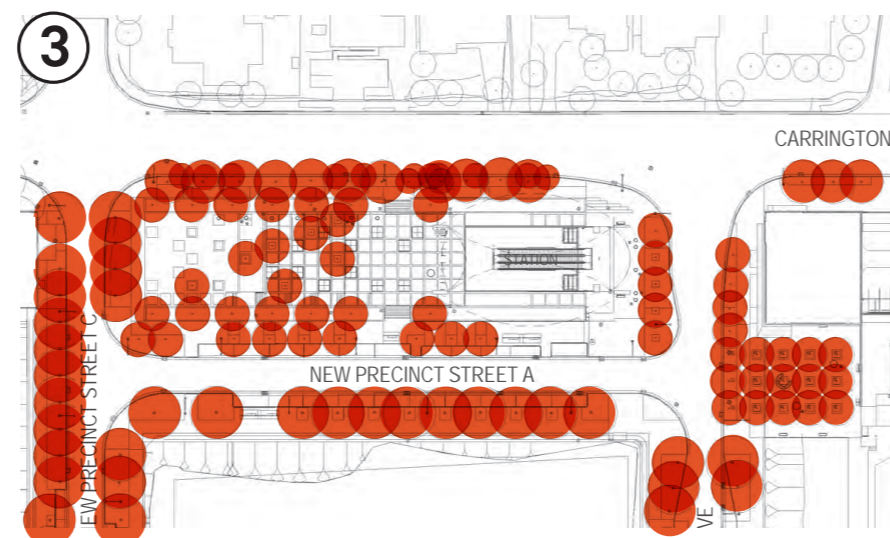 3
CARRINGTON
STATION
NEW PRECINCT STREET A
EW PRECINCT STREET C
VE